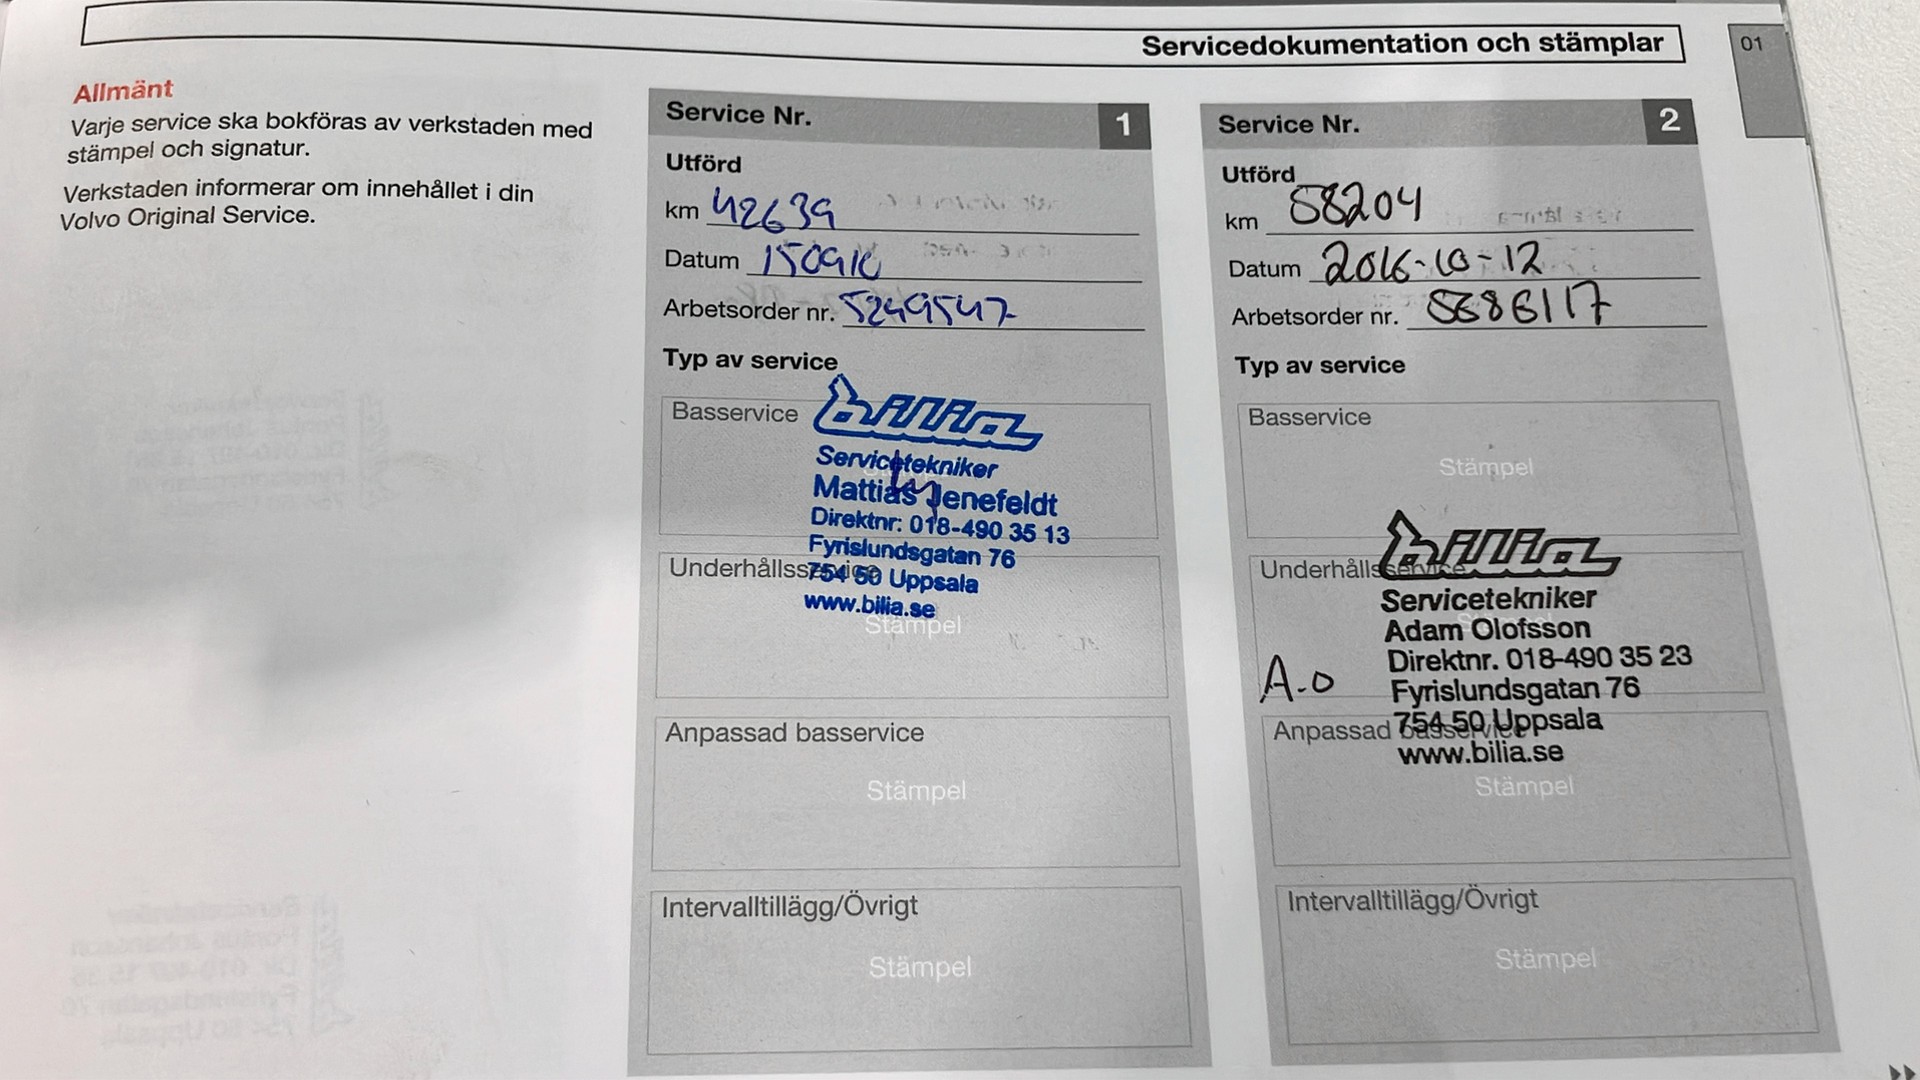 Servicedokumentation och stämplar
01
Allmänt
Varje service ska bokföras av verkstaden med
stämpel och signatur.
Verkstaden informerar om innehållet i din
Volvo Original Service.
Service Nr. 1
Utförd
km 42639
Datum 150910
Arbetsorder nr. 5249547
Typ av service
Basservice
bilia
Servicetekniker
Mattias Jenefeldt
Direktnr: 018-490 35 13
Fyrislundsgatan 76
Underhållsservice
754 50 Uppsala
www.bilia.se
Stämpel
Anpassad basservice
Stämpel
Intervalltillägg/Övrigt
Stämpel
Service Nr. 2
Utförd
km 58204
Datum 2016-10-12
Arbetsorder nr.
Typ av service
Basservice
Stämpel
bilia
Underhållsservice
Servicetekniker
Adam Olofsson
Direktnr. 018-490 35 23
A.O
Fyrislundsgatan 76
754 50 Uppsala
Anpassad basservice
www.bilia.se
Stämpel
Intervalltillägg/Övrigt
Stämpel